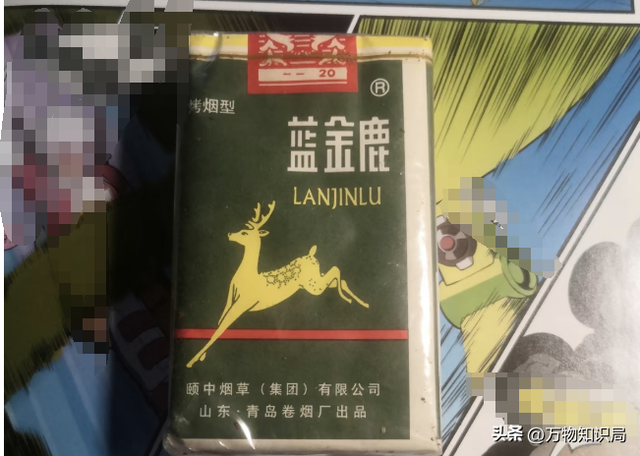 20
®
烤烟型
蓝金鹿
LANJINLU
颐中烟草（集团）有限公司
山东·青岛卷烟厂出品
头条 @万物知识局